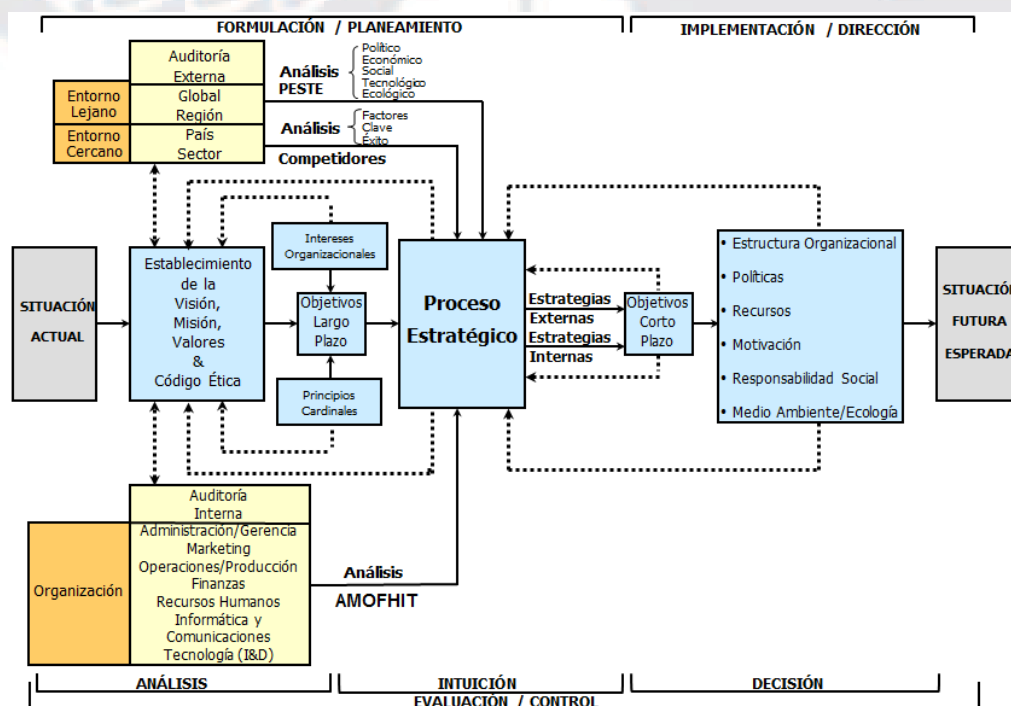 FORMULACIÓN / PLANEAMIENTO
IMPLEMENTACIÓN / DIRECCIÓN
Auditoría
Externa
Entorno
Lejano
Global
Región
Entorno
Cercano
País
Sector
Análisis
PESTE
Político
Económico
Social
Tecnológico
Ecológico
Análisis
Competidores
Factores
Clave
Éxito
SITUACIÓN
ACTUAL
Establecimiento
de la
Visión,
Misión,
Valores
&
Código Ética
Intereses
Organizacionales
Objetivos
Largo
Plazo
Principios
Cardinales
Proceso
Estratégico
Estrategias
Externas
Estrategias
Internas
Objetivos
Corto
Plazo
• Estructura Organizacional
• Políticas
• Recursos
• Motivación
• Responsabilidad Social
• Medio Ambiente/Ecología
SITUACIÓN
FUTURA
ESPERADA
Auditoría
Interna
Organización
Administración/Gerencia
Marketing
Operaciones/Producción
Finanzas
Recursos Humanos
Informática y
Comunicaciones
Tecnología (I&D)
Análisis
AMOFHIT
ANÁLISIS
INTUICIÓN
DECISIÓN
EVALUACIÓN / CONTROL